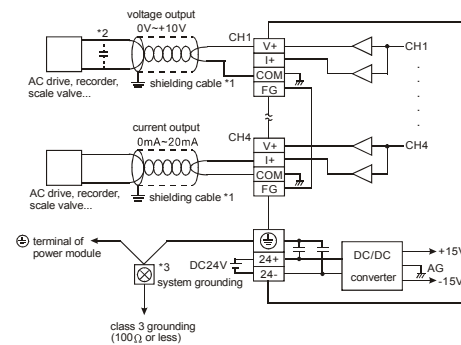 voltage output
0V~+10V
*2
CH1
V+
CH1
I+
COM
FG
AC drive, recorder,
scale valve...
shielding cable *1
current output
0mA~20mA
CH4
V+
CH4
I+
COM
FG
AC drive, recorder,
scale valve...
shielding cable *1
terminal of
power module
*3
system grounding
DC24V
24+
24-
DC/DC
converter
+15V
AG
-15V
class 3 grounding
(100Ω or less)